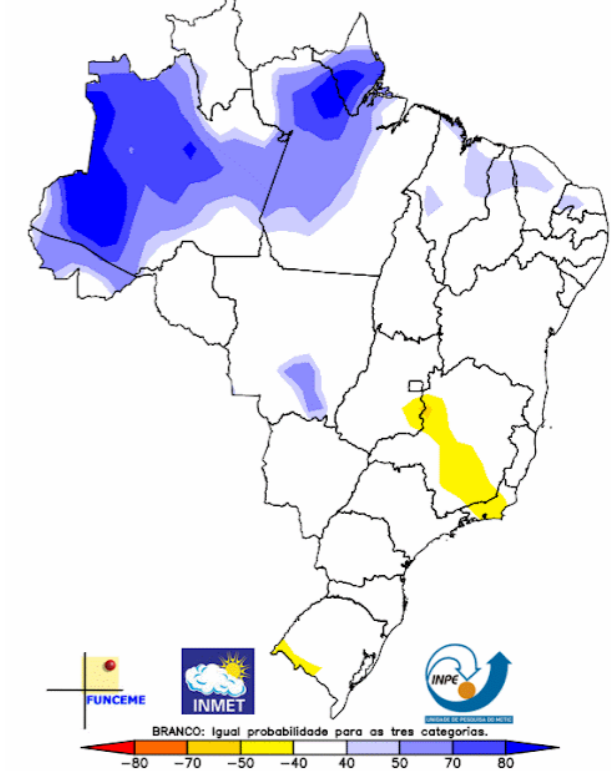 FUNCEME
INMET
INPE
UNIDADE DE PESQUISA DO METIC
BRANCO: Igual probabilidade para as tres categorias.
-80 -70 -50 -40 40 50 70 80